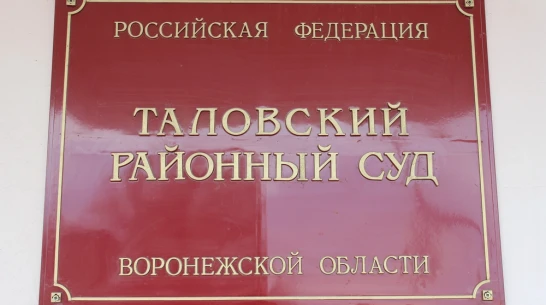 РОССИЙСКАЯ ФЕДЕРАЦИЯ
ТАЛОВСКИЙ
РАЙОННЫЙ СУД
ВОРОНЕЖСКОЙ ОБЛАСТИ